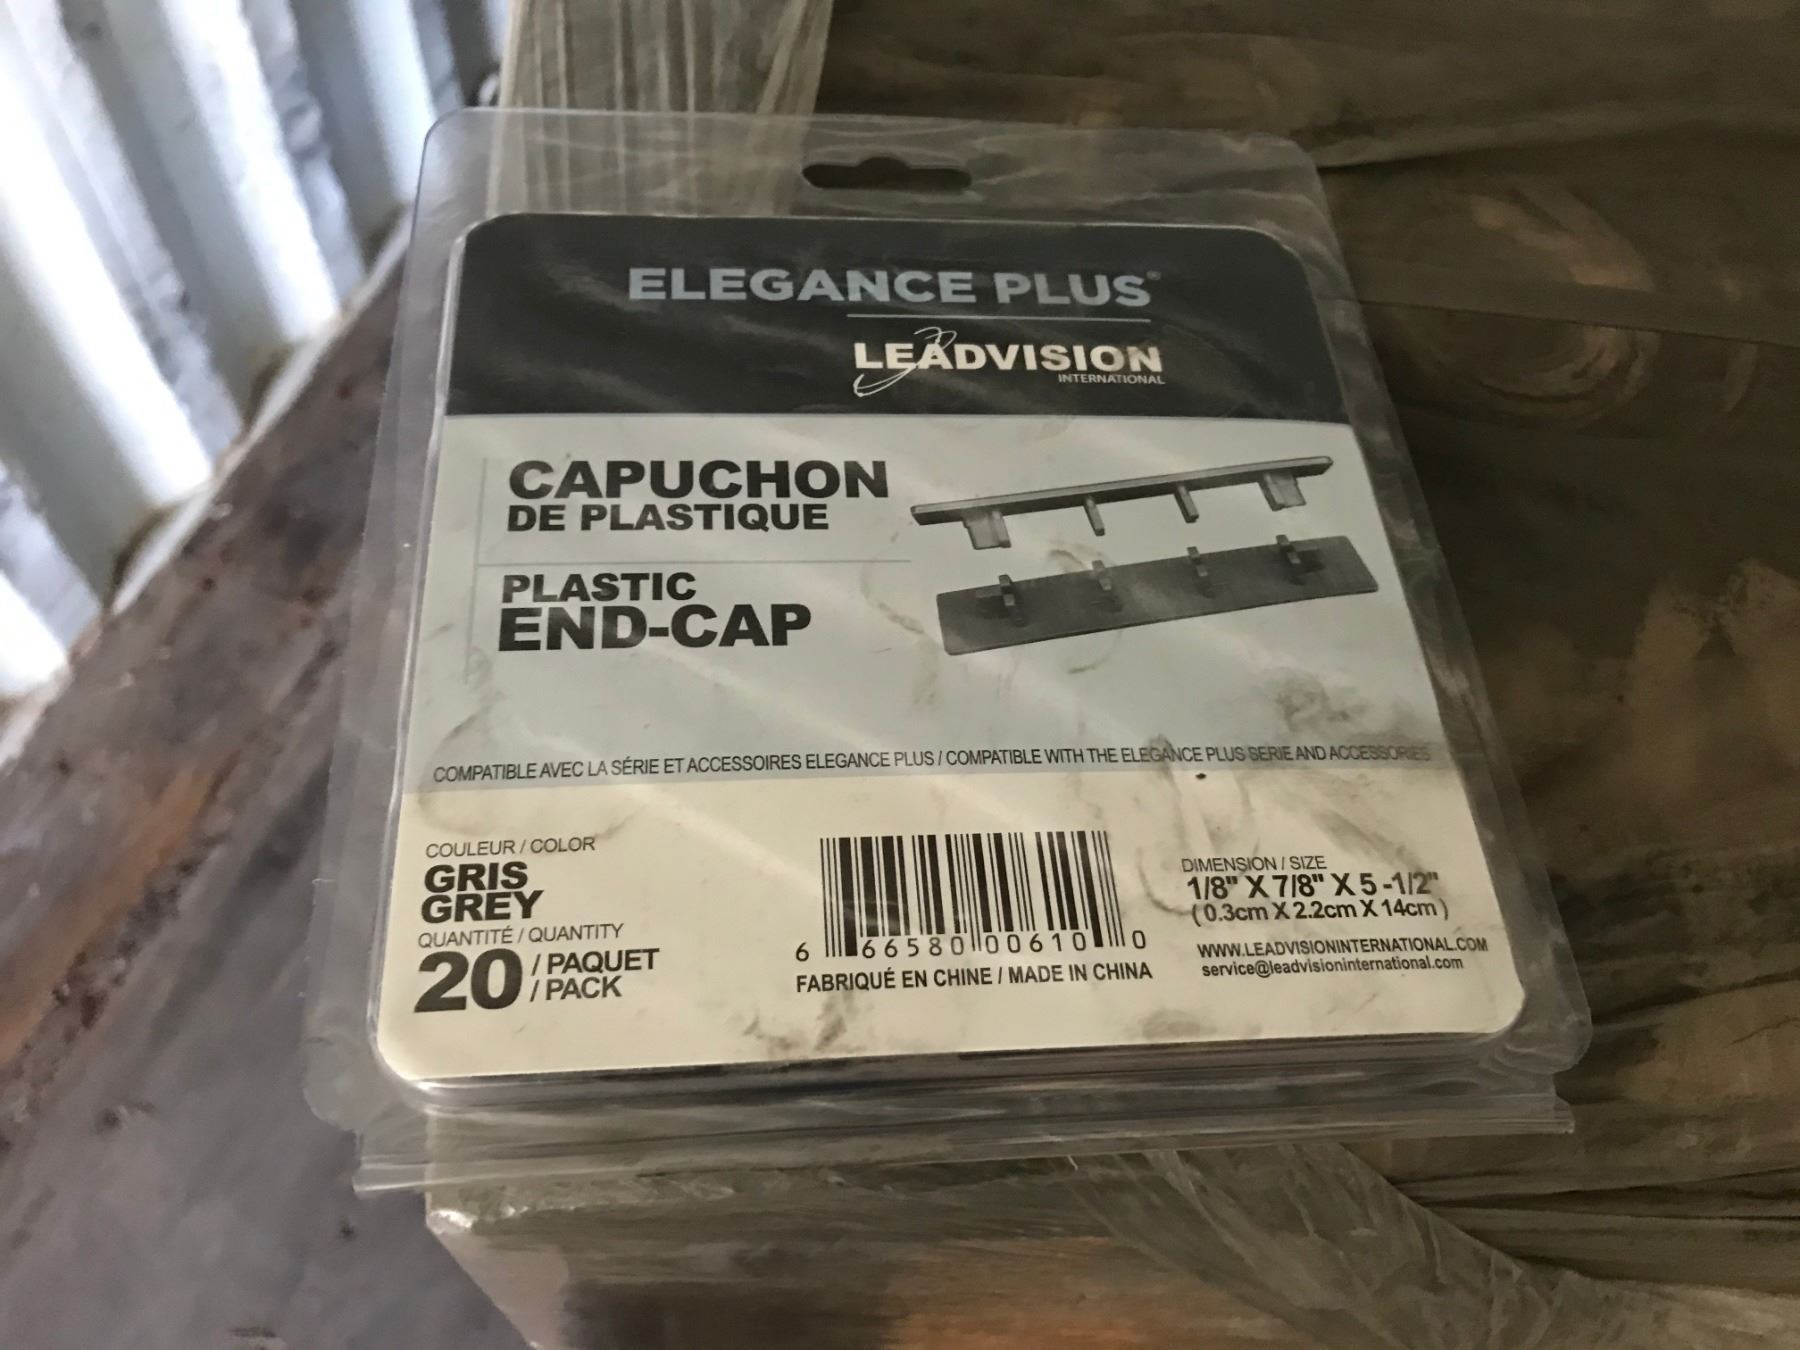 ELEGANCE PLUS®
LEADVISION
INTERNATIONAL
CAPUCHON
DE PLASTIQUE
PLASTIC
END-CAP
COMPATIBLE AVEC LA SÉRIE ET ACCESSOIRES ELEGANCE PLUS / COMPATIBLE WITH THE ELEGANCE PLUS SERIE AND ACCESSORIES
COULEUR / COLOR
GRIS
GREY
QUANTITÉ / QUANTITY
20 / PAQUET
/ PACK
6 66580 00610 0
FABRIQUÉ EN CHINE / MADE IN CHINA
DIMENSION / SIZE
1/8" X 7/8" X 5 -1/2"
( 0.3cm X 2.2cm X 14cm )
WWW.LEADVISIONINTERNATIONAL.COM
service@leadvisioninternational.com